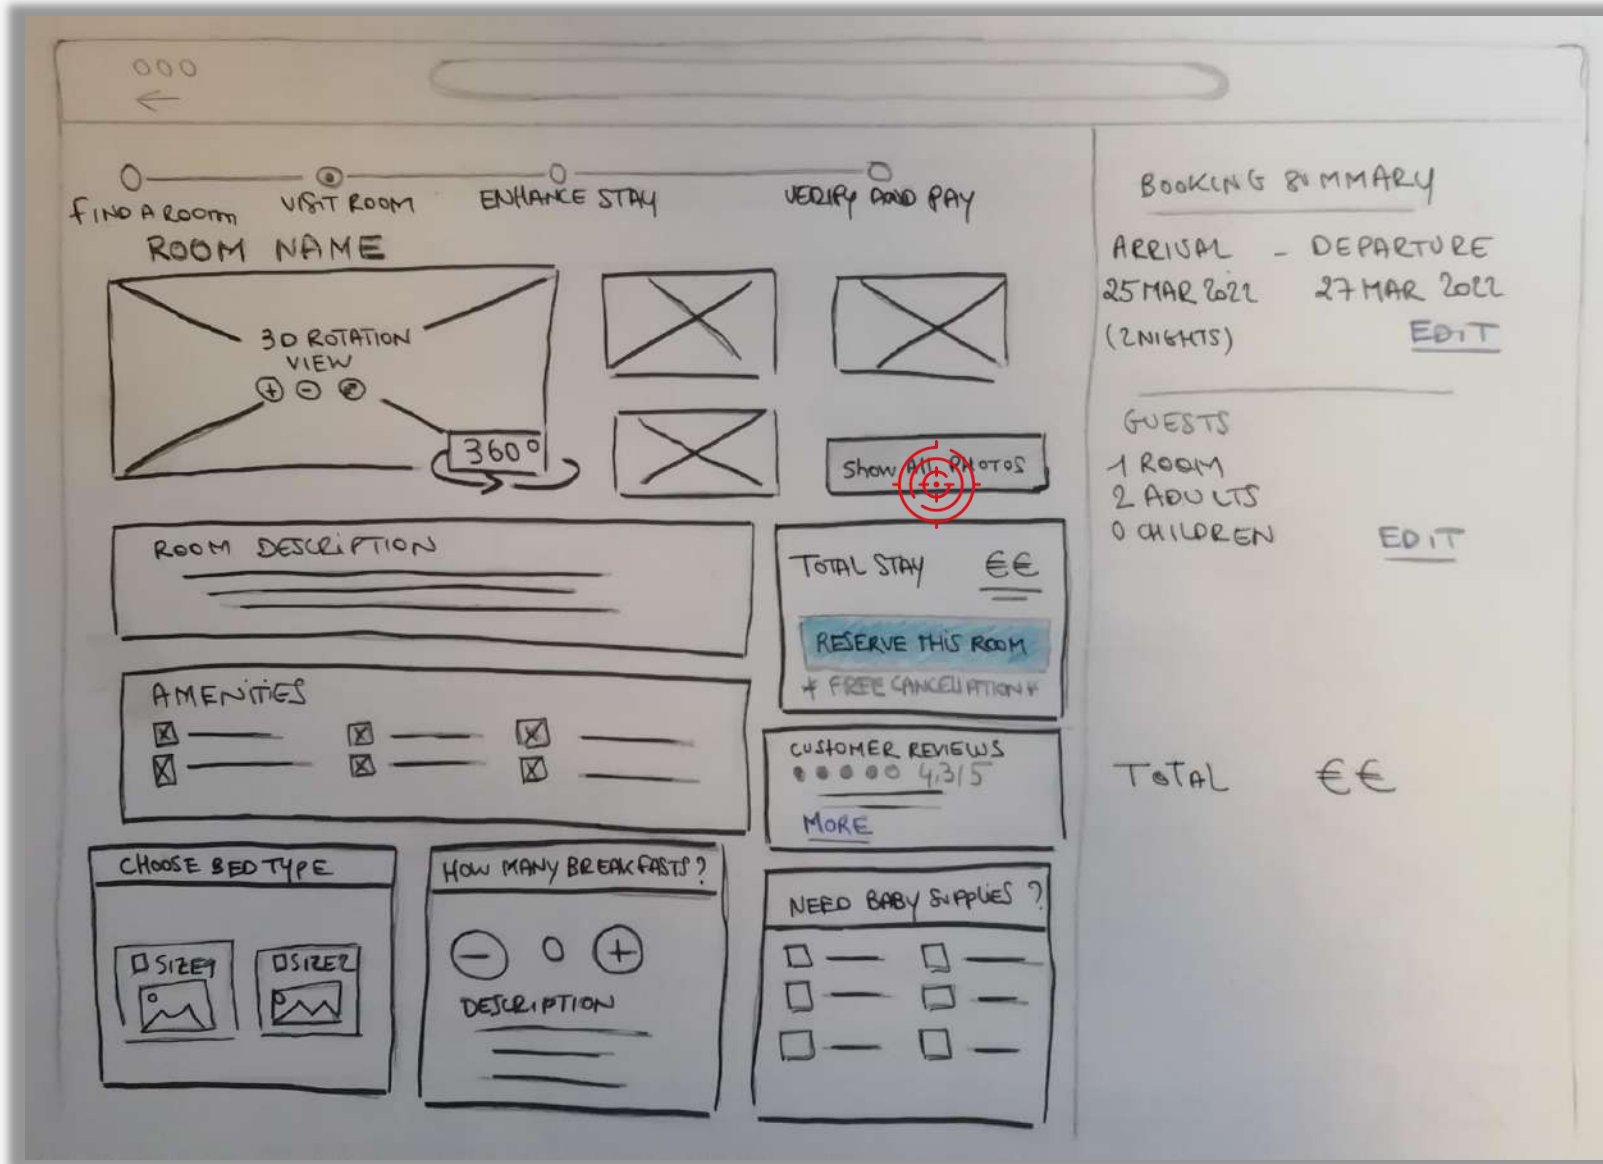 FIND A ROOM
VISIT ROOM
ENHANCE STAY
VERIFY AND PAY
ROOM NAME
3D ROTATION
VIEW
360°
Show All PHOTOS
ROOM DESCRIPTION
TOTAL STAY €€
RESERVE THIS ROOM
* FREE CANCELLATION *
AMENITIES
CUSTOMER REVIEWS
4,3/5
MORE
CHOOSE BED TYPE
SIZE1
SIZE2
HOW MANY BREAKFASTS?
- 0 +
DESCRIPTION
NEED BABY SUPPLIES ?
BOOKING SUMMARY
ARRIVAL - DEPARTURE
25 MAR 2022 27 MAR 2022
(2NIGHTS) EDIT
GUESTS
1 ROOM
2 ADULTS
0 CHILDREN EDIT
TOTAL €€